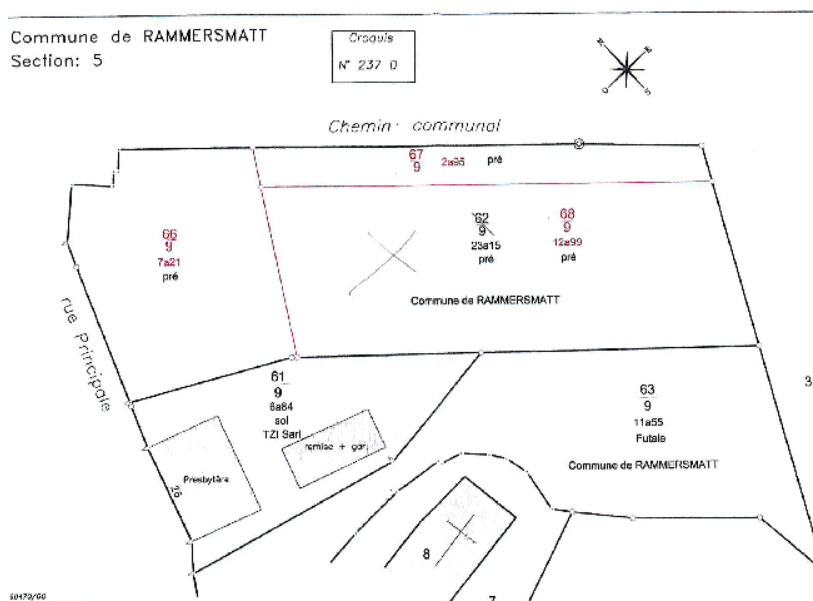 Commune de RAMMERSMATT
Section: 5
Croquis
N° 237 D
N
E
O
S
Chemin communal
67
9
2a95
pré
66
9
7a21
pré
62
9
23a15
pré
68
9
12a99
pré
Commune de RAMMERSMATT
rue Principale
61
9
6a84
sol
TZI Sarl
remise + gar
Presbytère
26
63
9
11a55
Futaie
Commune de RAMMERSMATT
3
8
7